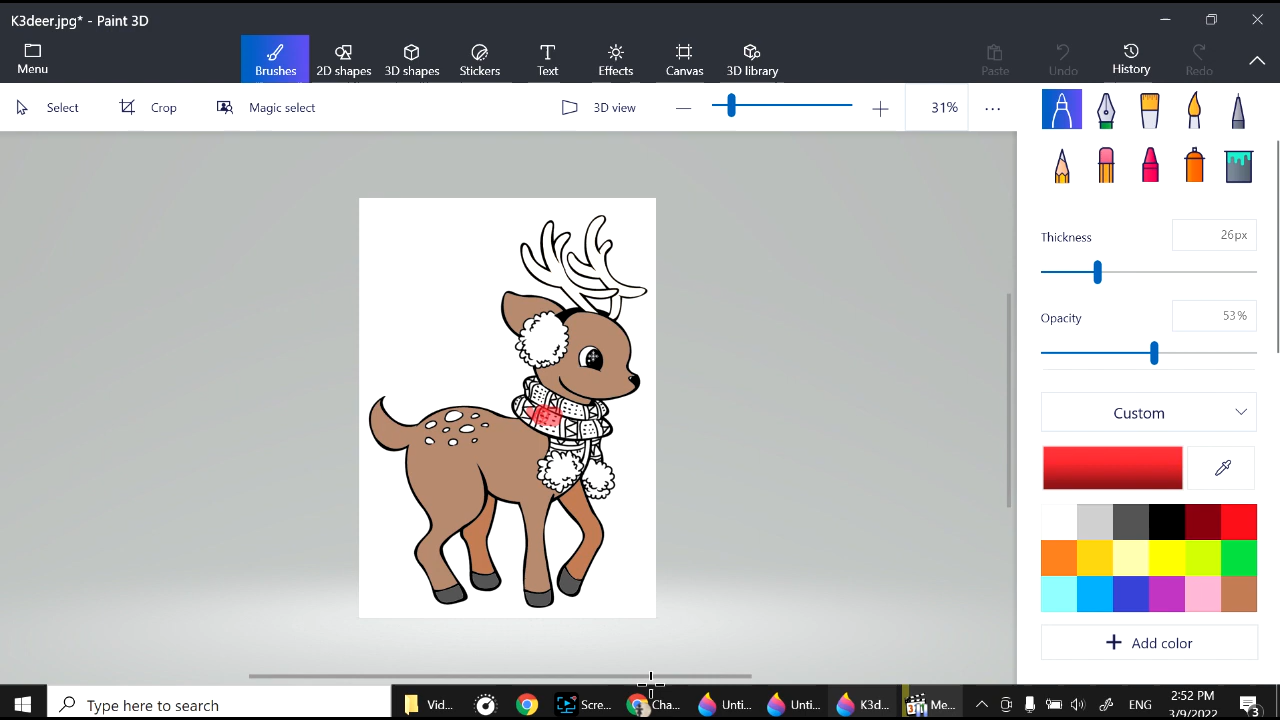 K3deer.jpg* - Paint 3D
Menu
Brushes
2D shapes
3D shapes
Stickers
Text
Effects
Canvas
3D library
Paste
Undo
History
Redo
Select
Crop
Magic select
3D view
31%
Thickness
26px
Opacity
53%
Custom
Add color
Type here to search
Vid...
Scre...
Cha...
Unti...
Unti...
K3d...
Me...
ENG
2:52 PM
3/9/2022
3